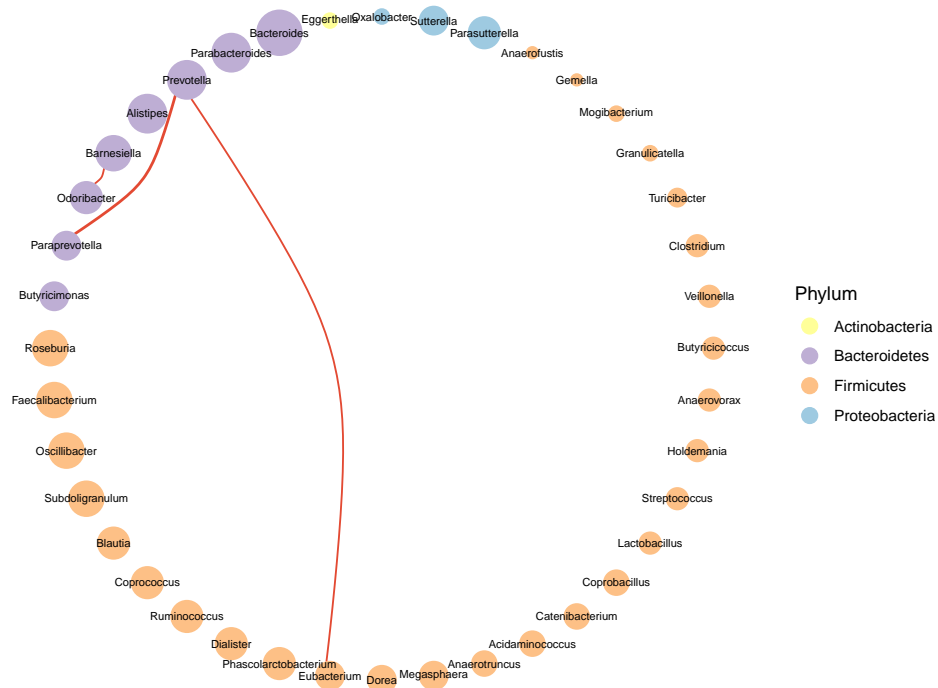 Eggerthella
Oxalobacter
Sutterella
Parasutterella
Bacteroides
Parabacteroides
Prevotella
Alistipes
Barnesiella
Odoribacter
Paraprevotella
Butyricimonas
Roseburia
Faecalibacterium
Oscillibacter
Subdoligranulum
Blautia
Coprococcus
Ruminococcus
Dialister
Phascolarctobacterium
Eubacterium
Dorea
Megasphaera
Anaerotruncus
Acidaminococcus
Catenibacterium
Coprobacillus
Lactobacillus
Streptococcus
Holdemania
Anaerovorax
Butyricicoccus
Veillonella
Clostridium
Turicibacter
Granulicatella
Mogibacterium
Gemella
Anaerofustis
Phylum
Actinobacteria
Bacteroidetes
Firmicutes
Proteobacteria